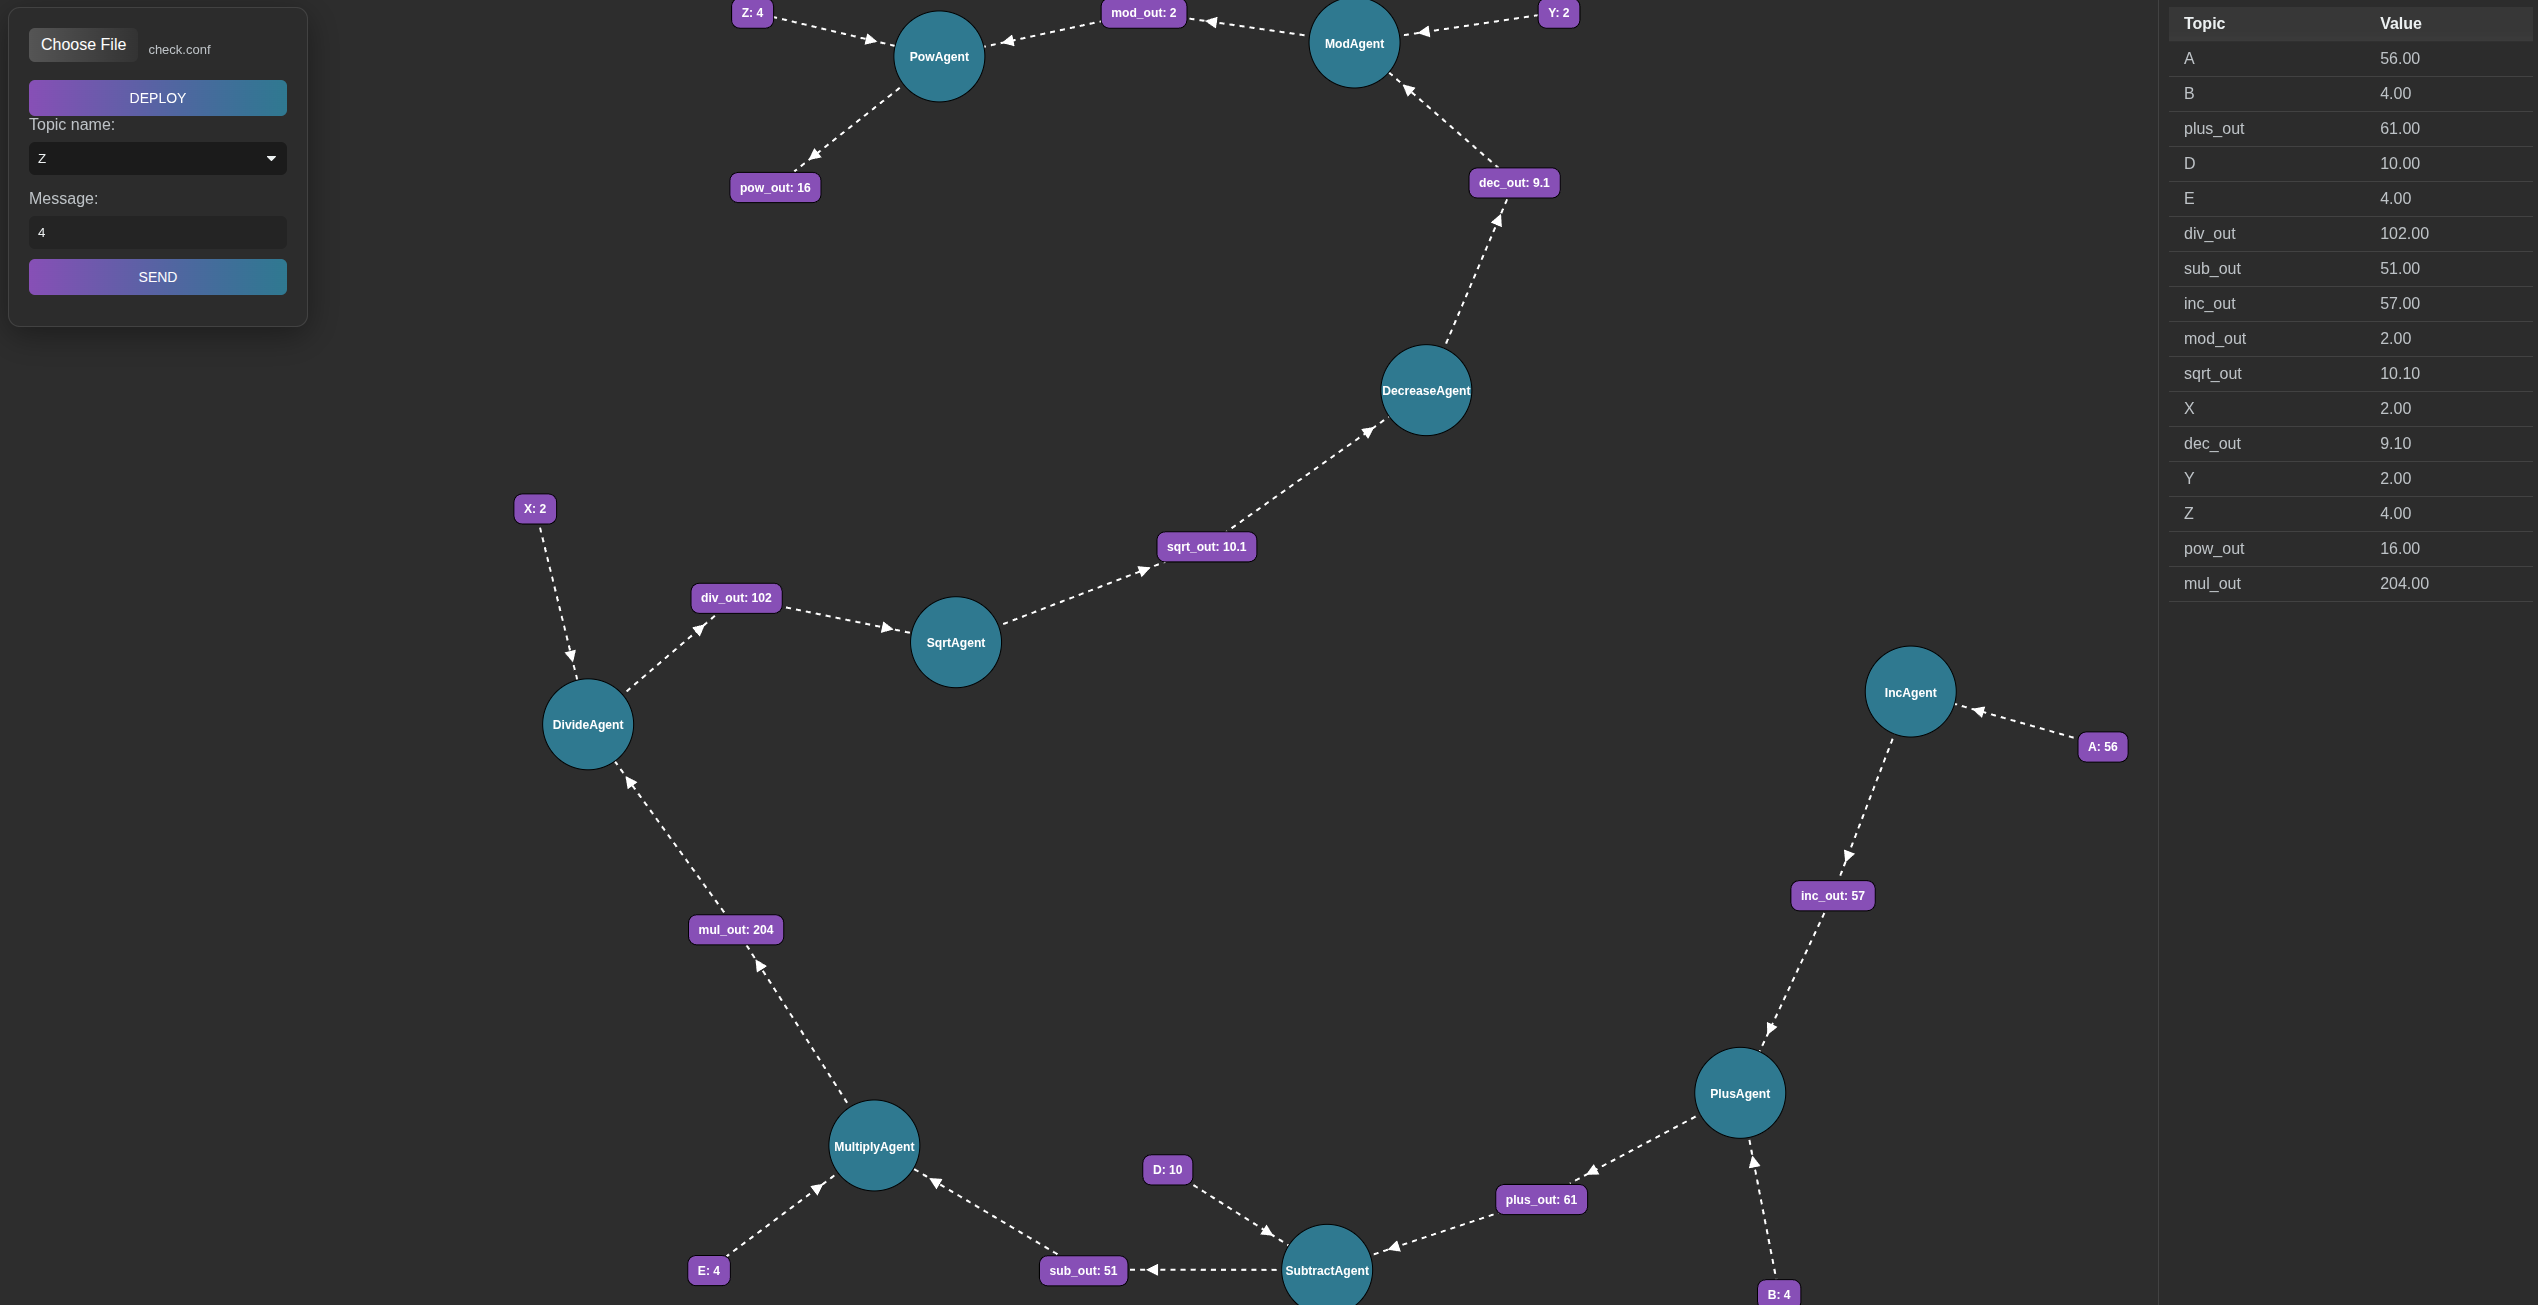 Choose File check.conf
DEPLOY
Topic name:
Z
Message:
4
SEND
Z: 4
mod_out: 2
Y: 2
PowAgent
ModAgent
pow_out: 16
dec_out: 9.1
DecreaseAgent
X: 2
sqrt_out: 10.1
div_out: 102
SqrtAgent
DivideAgent
IncAgent
A: 56
inc_out: 57
mul_out: 204
PlusAgent
MultiplyAgent
D: 10
plus_out: 61
E: 4
sub_out: 51
SubtractAgent
B: 4
Topic Value
A 56.00
B 4.00
plus_out 61.00
D 10.00
E 4.00
div_out 102.00
sub_out 51.00
inc_out 57.00
mod_out 2.00
sqrt_out 10.10
X 2.00
dec_out 9.10
Y 2.00
Z 4.00
pow_out 16.00
mul_out 204.00